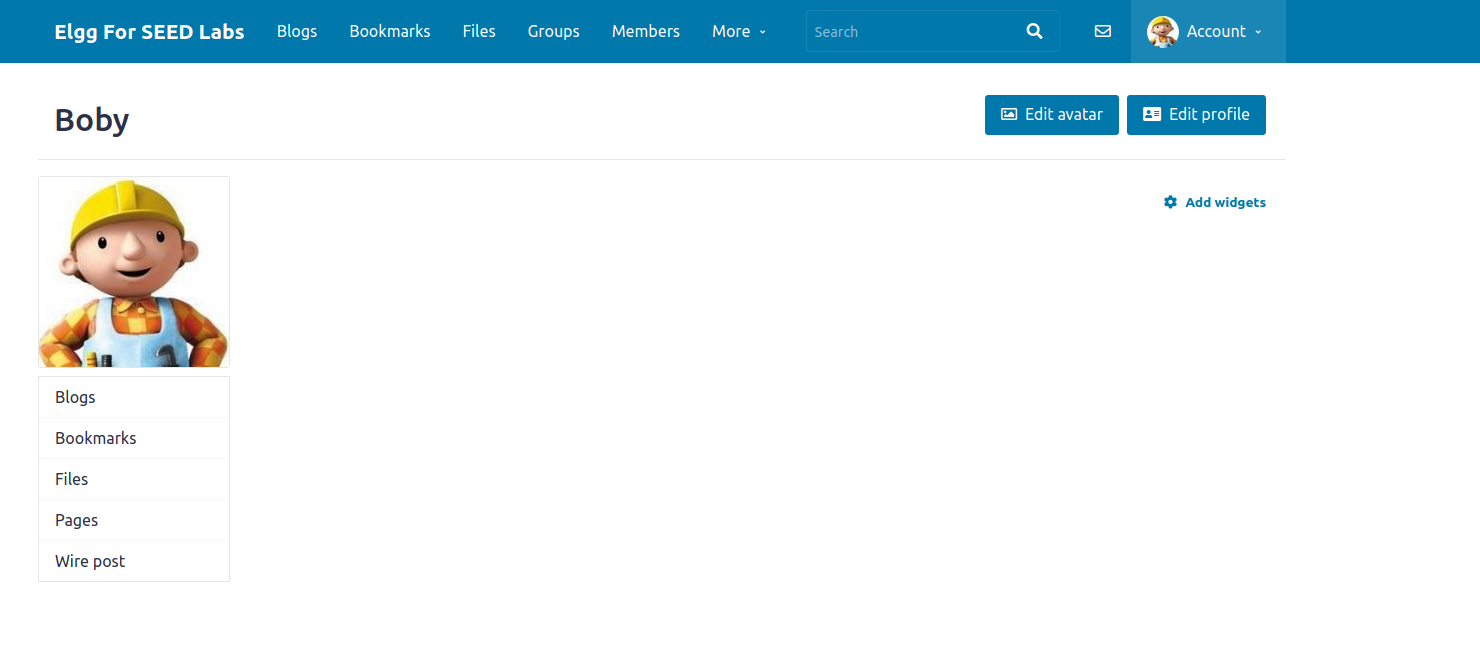 Elgg For SEED Labs Blogs Bookmarks Files Groups Members More Search Account
Boby Edit avatar Edit profile
Add widgets
Blogs
Bookmarks
Files
Pages
Wire post